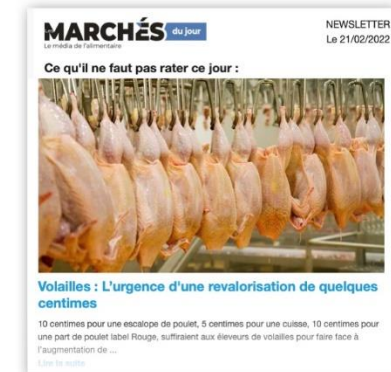 MARCHÉS du jour
Le média de l'alimentaire
NEWSLETTER
Le 21/02/2022
Ce qu'il ne faut pas rater ce jour :
Volailles : L'urgence d'une revalorisation de quelques
centimes
10 centimes pour une escalope de poulet, 5 centimes pour une cuisse, 10 centimes pour
une part de poulet label Rouge, suffiraient aux éleveurs de volailles pour faire face à
l'augmentation de ...
Lire la suite